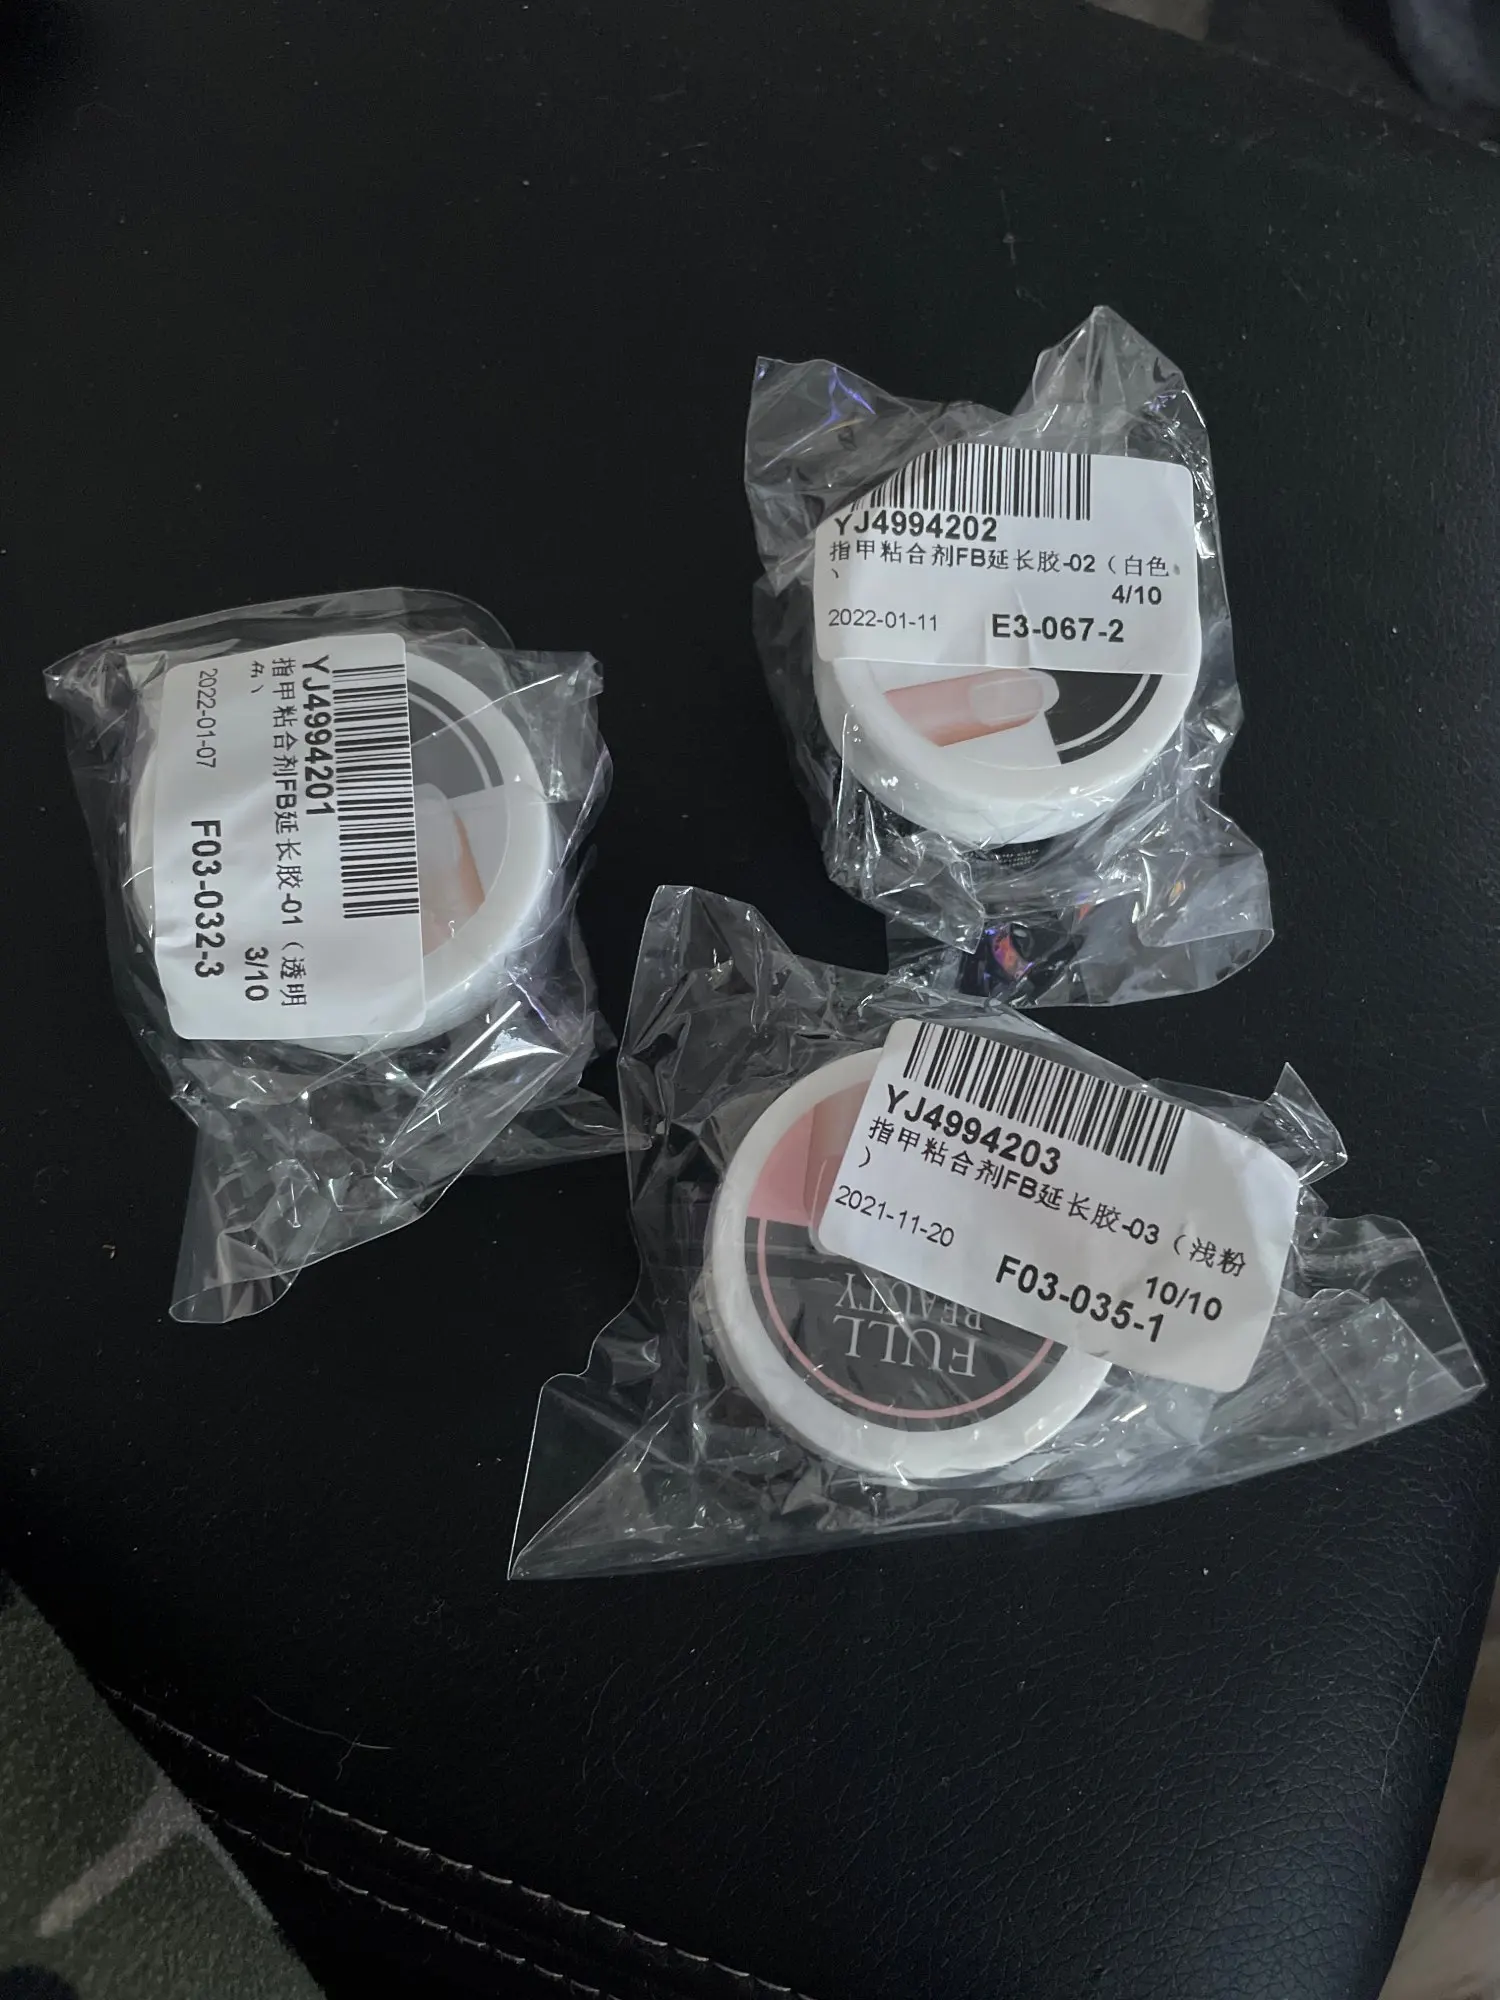 YJ4994202
指甲粘合剂FB延长胶-02（白色
）
4/10
2022-01-11 E3-067-2
YJ4994201
指甲粘合剂FB延长胶-01（透明
色）
3/10
2022-01-07 F03-032-3
YJ4994203
指甲粘合剂FB延长胶-03（浅粉
）
10/10
2021-11-20 F03-035-1
FULL
BEAUTY